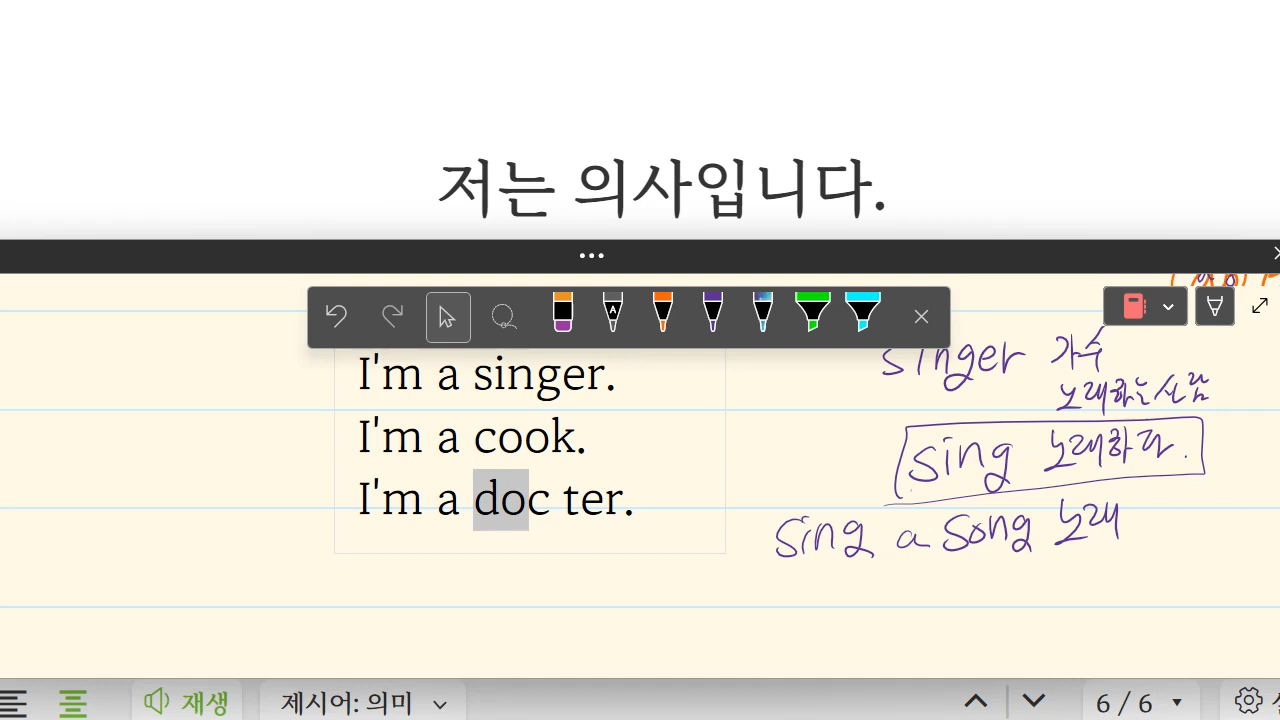 저는 의사입니다.
I'm a singer.
I'm a cook.
I'm a doc ter.
singer 가수
노래하는 사람
sing 노래하다.
Sing a Song 노래
재생
제시어: 의미
6 / 6